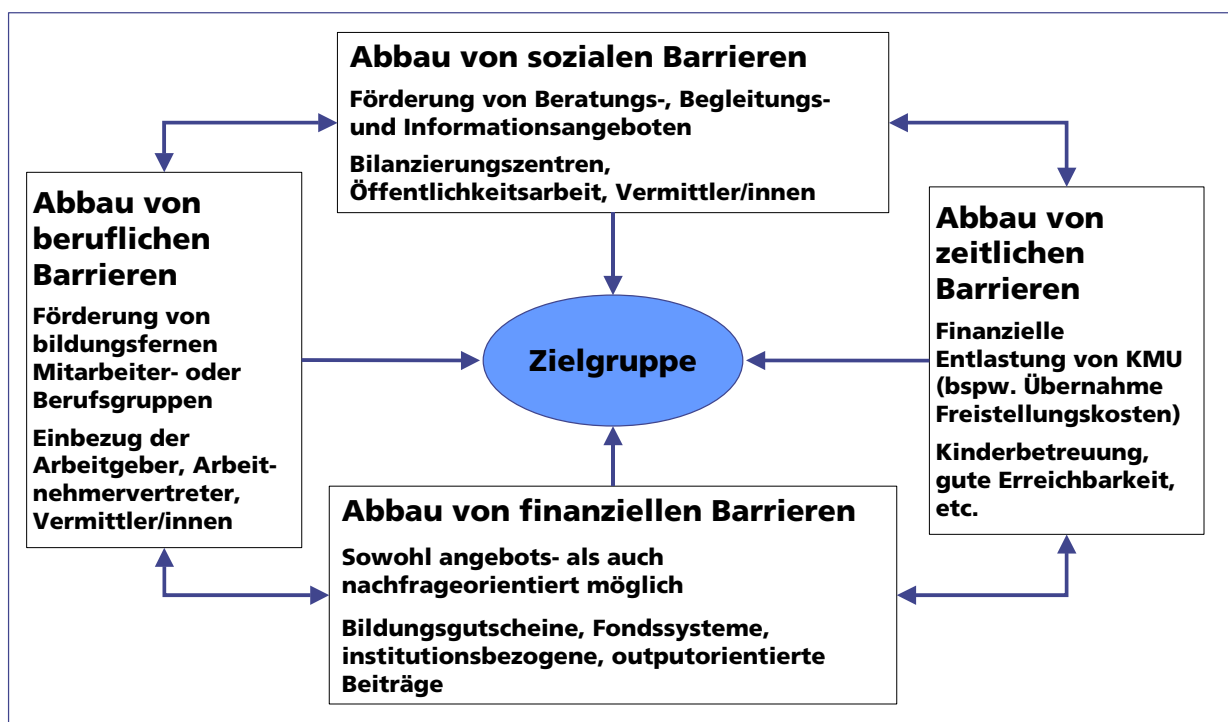 Abbau von sozialen Barrieren
Förderung von Beratungs-, Begleitungs-
und Informationsangeboten
Bilanzierungszentren,
Öffentlichkeitsarbeit, Vermittler/innen
Abbau von
beruflichen
Barrieren
Förderung von
bildungsfernen
Mitarbeiter- oder
Berufsgruppen
Einbezug der
Arbeitgeber, Arbeit-
nehmervertreter,
Vermittler/innen
Zielgruppe
Abbau von
zeitlichen
Barrieren
Finanzielle
Entlastung von KMU
(bspw. Übernahme
Freistellungskosten)
Kinderbetreuung,
gute Erreichbarkeit,
etc.
Abbau von finanziellen Barrieren
Sowohl angebots- als auch
nachfrageorientiert möglich
Bildungsgutscheine, Fondssysteme,
institutionsbezogene, outputorientierte
Beiträge